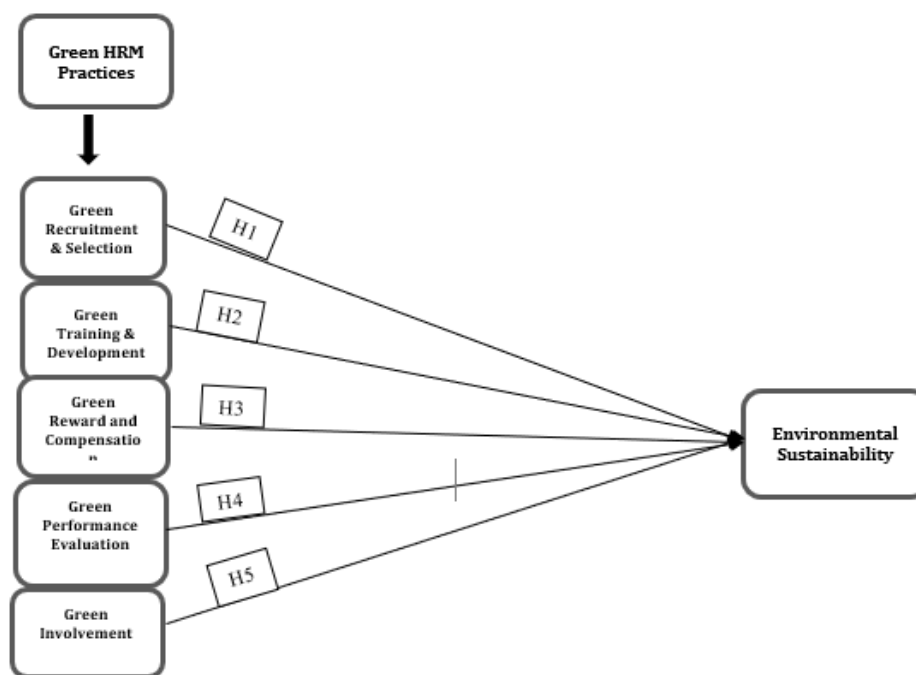 Green HRM
Practices
Green
Recruitment
& Selection
H1
Green
Training &
Development
H2
Green
Reward and
Compensatio
n
H3
Environmental
Sustainability
Green
Performance
Evaluation
H4
Green
Involvement
H5